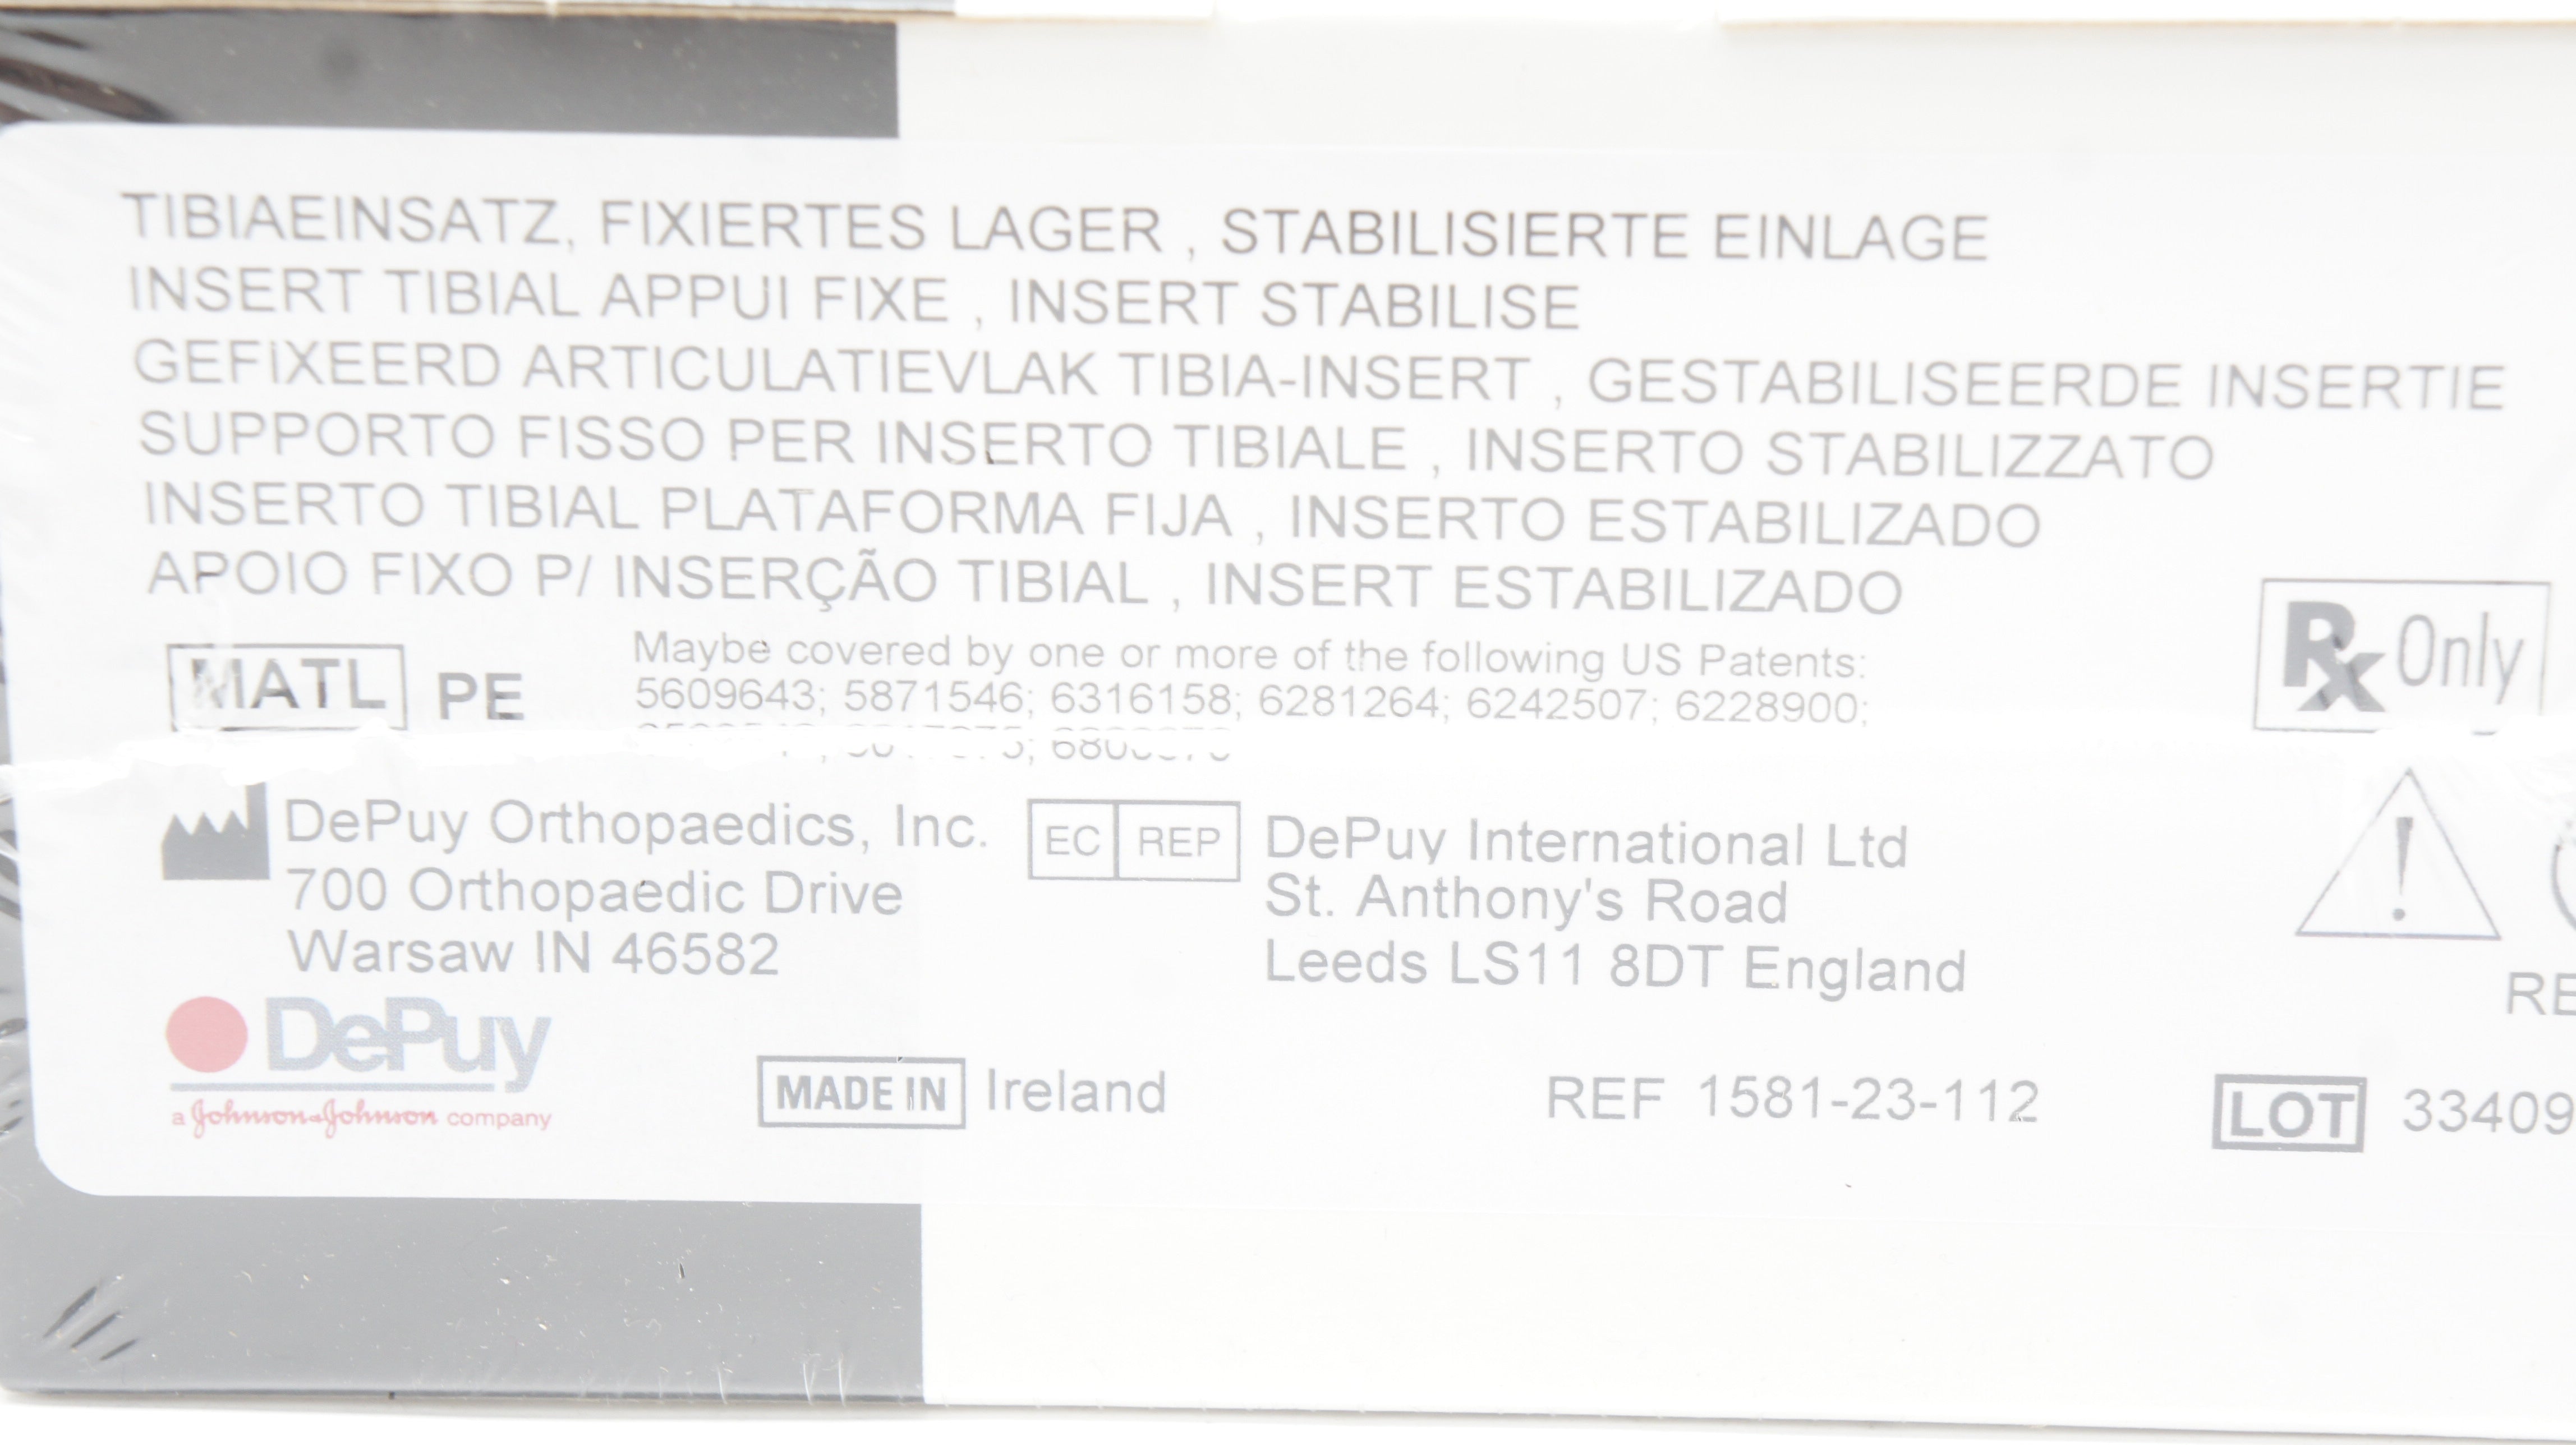 TIBIAEINSATZ, FIXIERTES LAGER , STABILISIERTE EINLAGE
INSERT TIBIAL APPUI FIXE , INSERT STABILISE
GEFIXEERD ARTICULATIEVLAK TIBIA-INSERT , GESTABILISEERDE INSERTIE
SUPPORTO FISSO PER INSERTO TIBIALE , INSERTO STABILIZZATO
INSERTO TIBIAL PLATAFORMA FIJA , INSERTO ESTABILIZADO
APOIO FIXO P/ INSERÇÃO TIBIAL , INSERT ESTABILIZADO
MATL PE
Maybe covered by one or more of the following US Patents:
5609643; 5871546; 6316158; 6281264; 6242507; 6228900;
Rx Only
DePuy Orthopaedics, Inc.
700 Orthopaedic Drive
Warsaw IN 46582
EC REP
DePuy International Ltd
St. Anthony's Road
Leeds LS11 8DT England
DePuy
a Johnson-Johnson company
MADE IN Ireland
REF 1581-23-112
LOT 33409